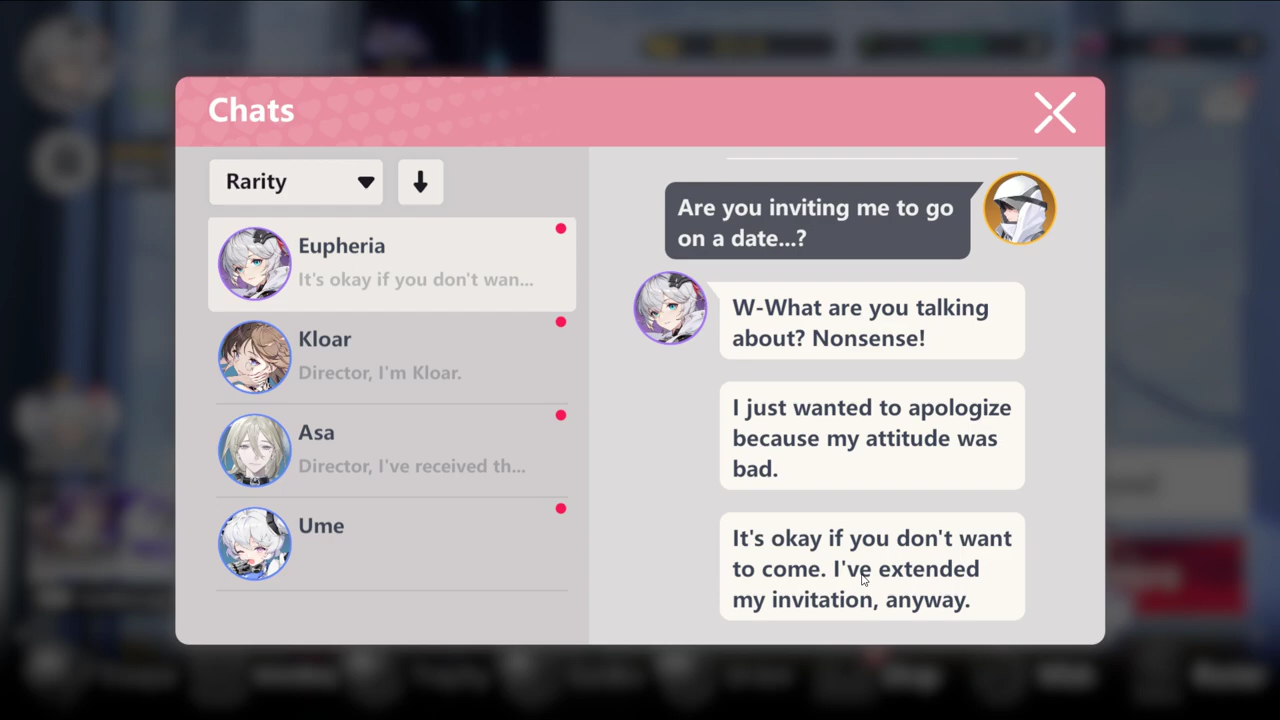 Chats
Rarity
Eupheria
It's okay if you don't wan...
Kloar
Director, I'm Kloar.
Asa
Director, I've received th...
Ume
Are you inviting me to go
on a date...?
W-What are you talking
about? Nonsense!
I just wanted to apologize
because my attitude was
bad.
It's okay if you don't want
to come. I've extended
my invitation, anyway.